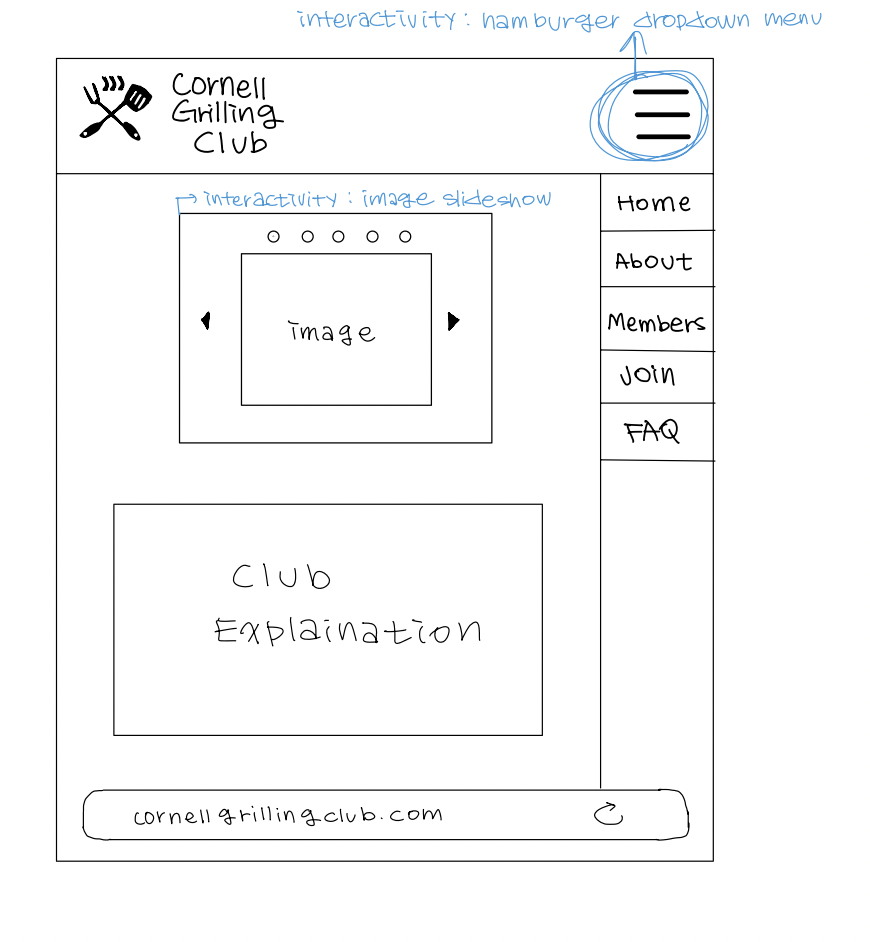 interactivity: hamburger dropdown menu
Cornell
Grilling
Club
interactivity: image slideshow
Home
About
Members
Join
FAQ
image
Club
Explaination
cornellgrillingclub.com